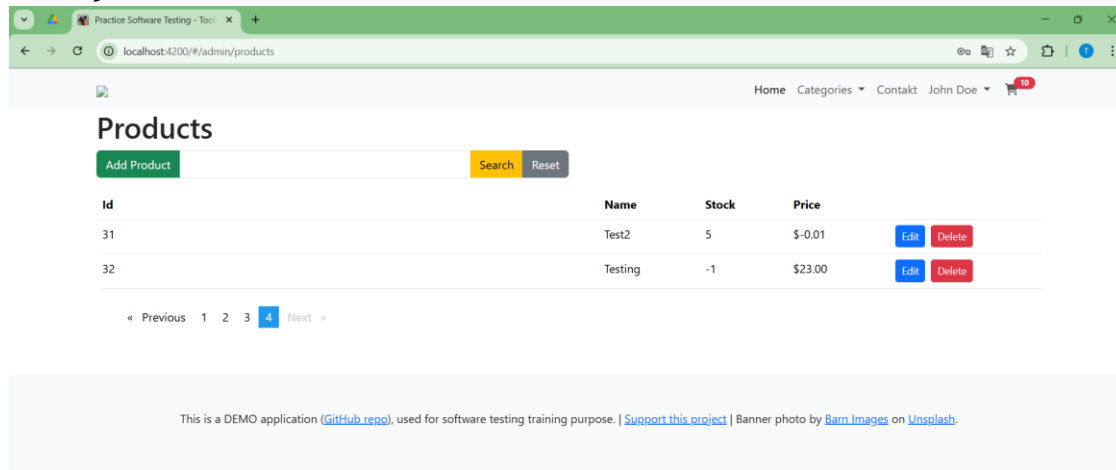 Practice Software Testing - Tool
localhost:4200/#/admin/products
Home Categories Contakt John Doe 10
Products
Add Product Search Reset
Id Name Stock Price
31 Test2 5 $-0.01 Edit Delete
32 Testing -1 $23.00 Edit Delete
« Previous 1 2 3 4 Next »
This is a DEMO application (GitHub repo), used for software testing training purpose. | Support this project | Banner photo by Barn Images on Unsplash.